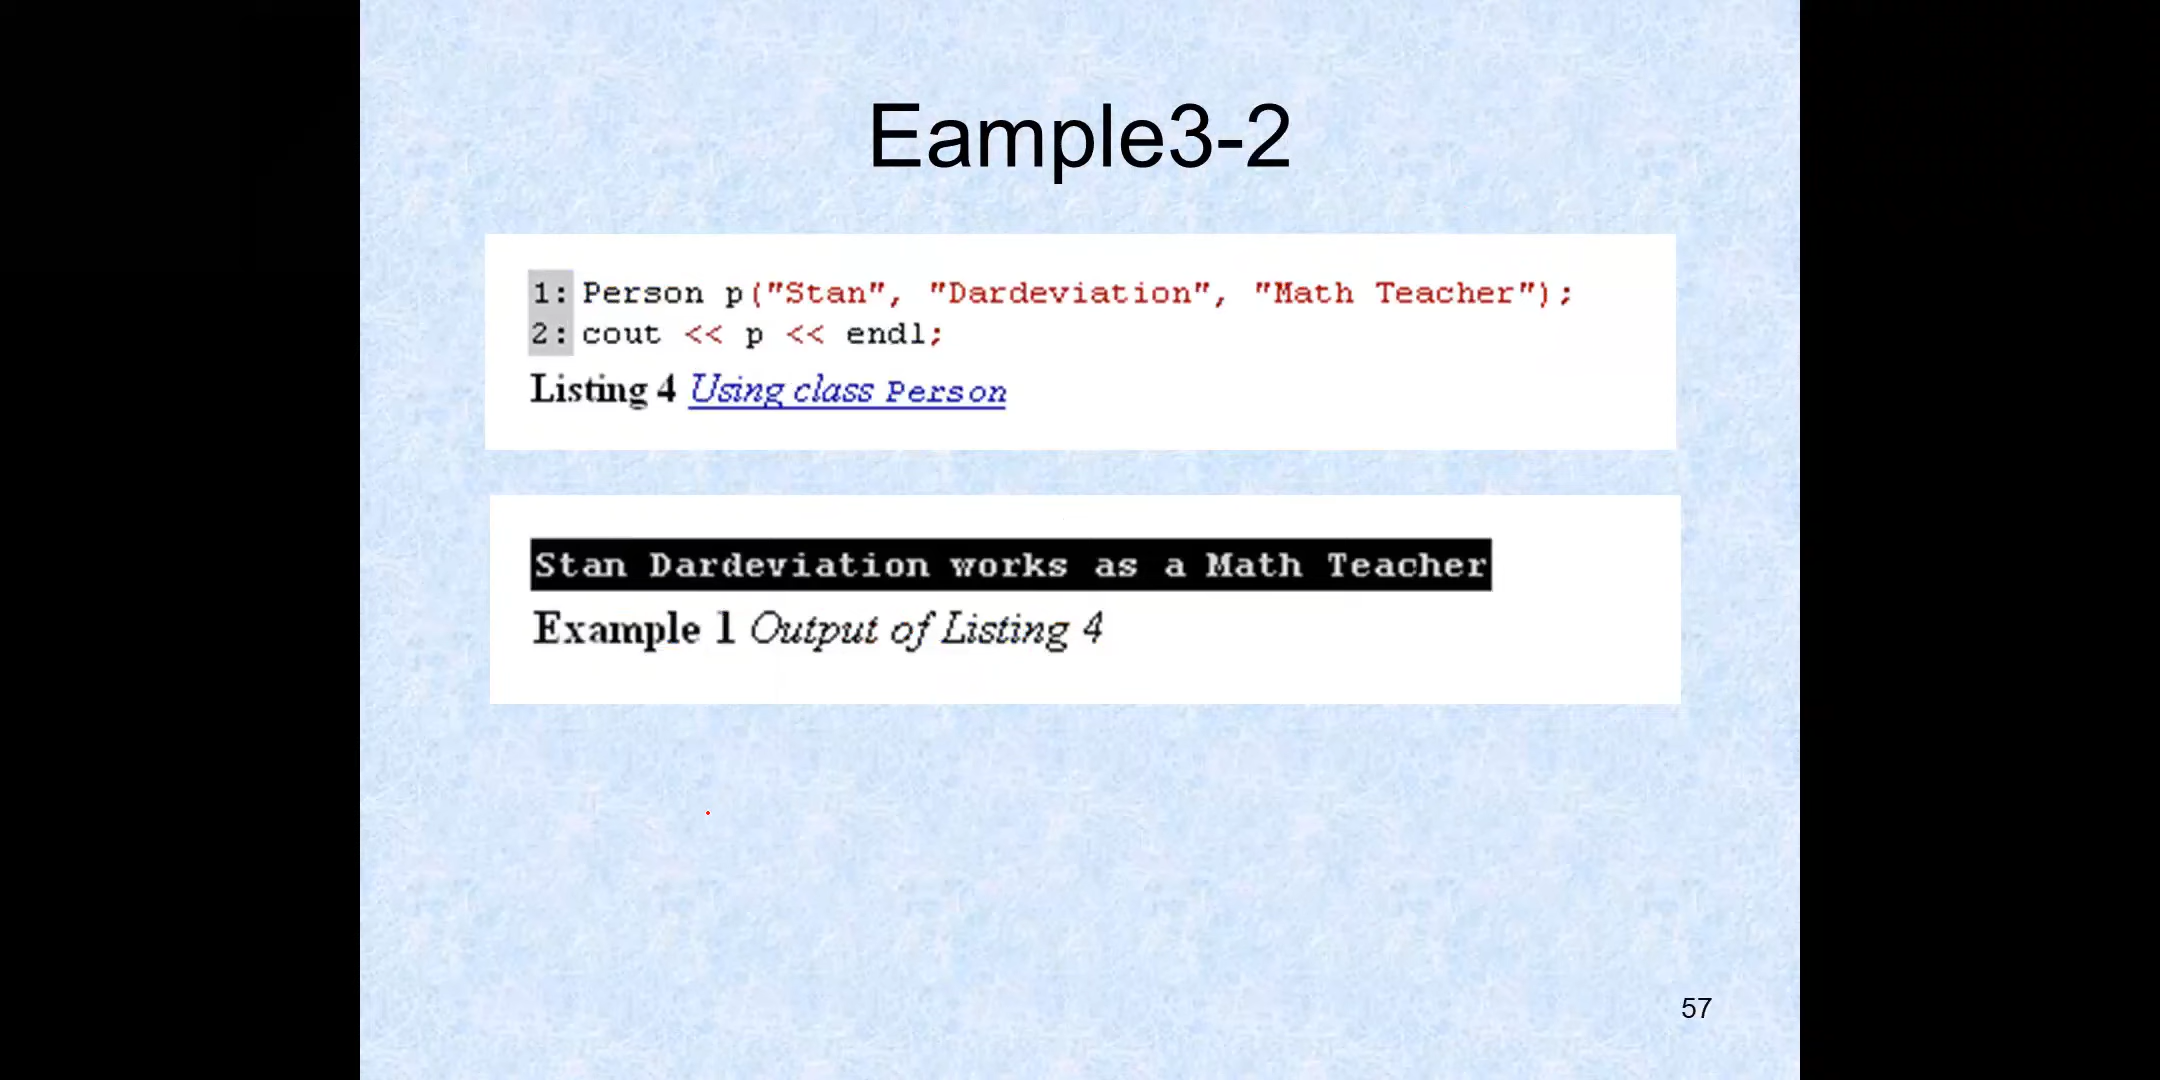 Eample3-2
1: Person p("Stan", "Dardeviation", "Math Teacher");
2: cout << p << endl;
Listing 4 Using class Person
Stan Dardeviation works as a Math Teacher
Example 1 Output of Listing 4
57